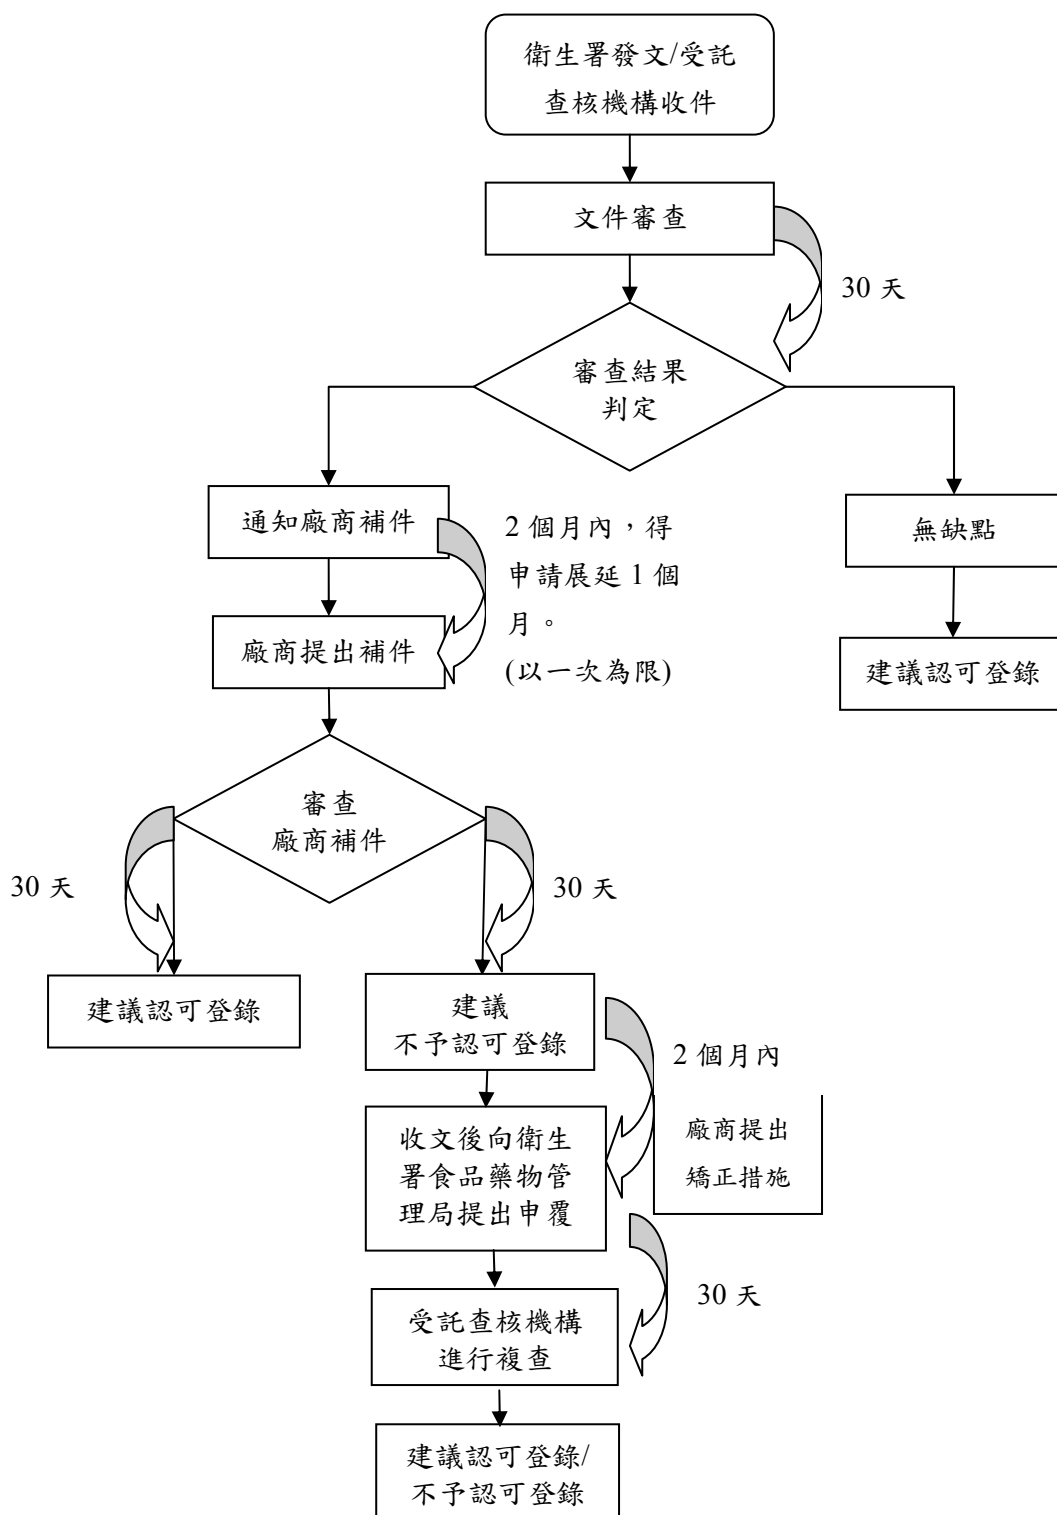 衛生署發文/受託
查核機構收件
文件審查
30 天
審查結果
判定
通知廠商補件
2 個月內，得
申請展延 1 個
月。
(以一次為限)
無缺點
廠商提出補件
建議認可登錄
審查
廠商補件
30 天
30 天
建議認可登錄
建議
不予認可登錄
2 個月內
廠商提出
矯正措施
收文後向衛生
署食品藥物管
理局提出申覆
30 天
受託查核機構
進行複查
建議認可登錄/
不予認可登錄